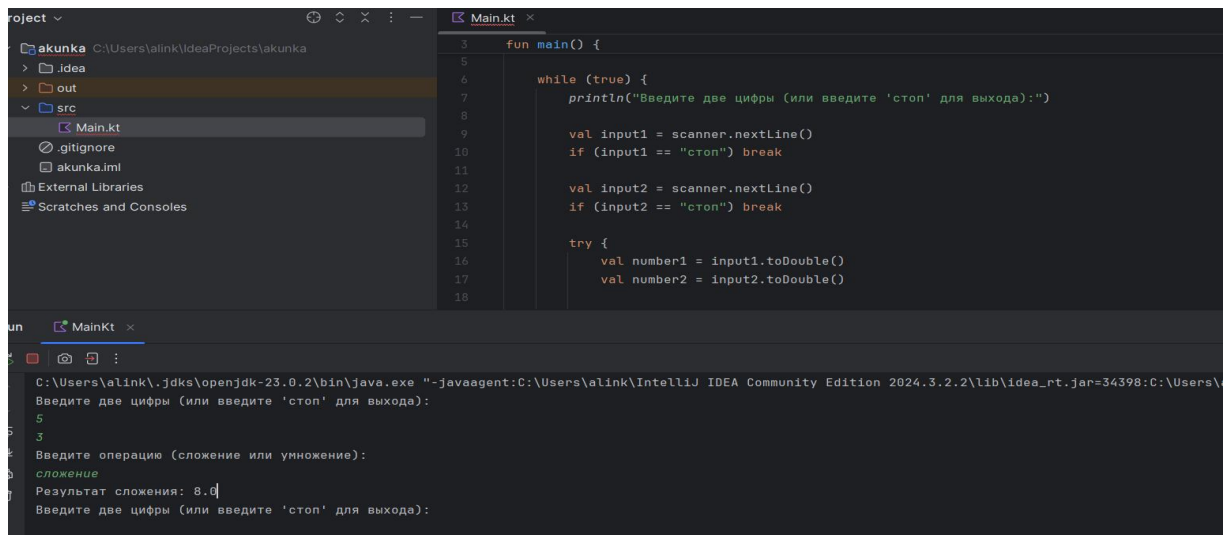 roject
akunka C:\Users\alink\IdeaProjects\akunka
.idea
out
src
Main.kt
.gitignore
akunka.iml
External Libraries
Scratches and Consoles
Main.kt
3 fun main() {
5
6 while (true) {
7 println("Введите две цифры (или введите 'стоп' для выхода):")
8
9 val input1 = scanner.nextLine()
10 if (input1 == "стоп") break
11
12 val input2 = scanner.nextLine()
13 if (input2 == "стоп") break
14
15 try {
16 val number1 = input1.toDouble()
17 val number2 = input2.toDouble()
18
un MainKt
C:\Users\alink\.jdks\openjdk-23.0.2\bin\java.exe "-javaagent:C:\Users\alink\IntelliJ IDEA Community Edition 2024.3.2.2\lib\idea_rt.jar=34398:C:\Users\
Введите две цифры (или введите 'стоп' для выхода):
5
3
Введите операцию (сложение или умножение):
сложение
Результат сложения: 8.0
Введите две цифры (или введите 'стоп' для выхода):